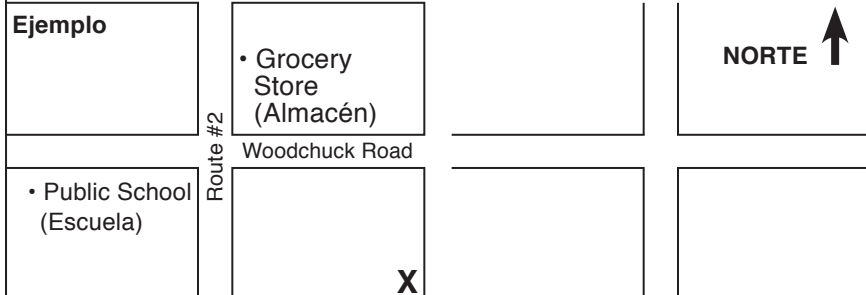 Ejemplo
• Grocery
Store
(Almacén)
NORTE
Route #2
Woodchuck Road
• Public School
(Escuela)
X